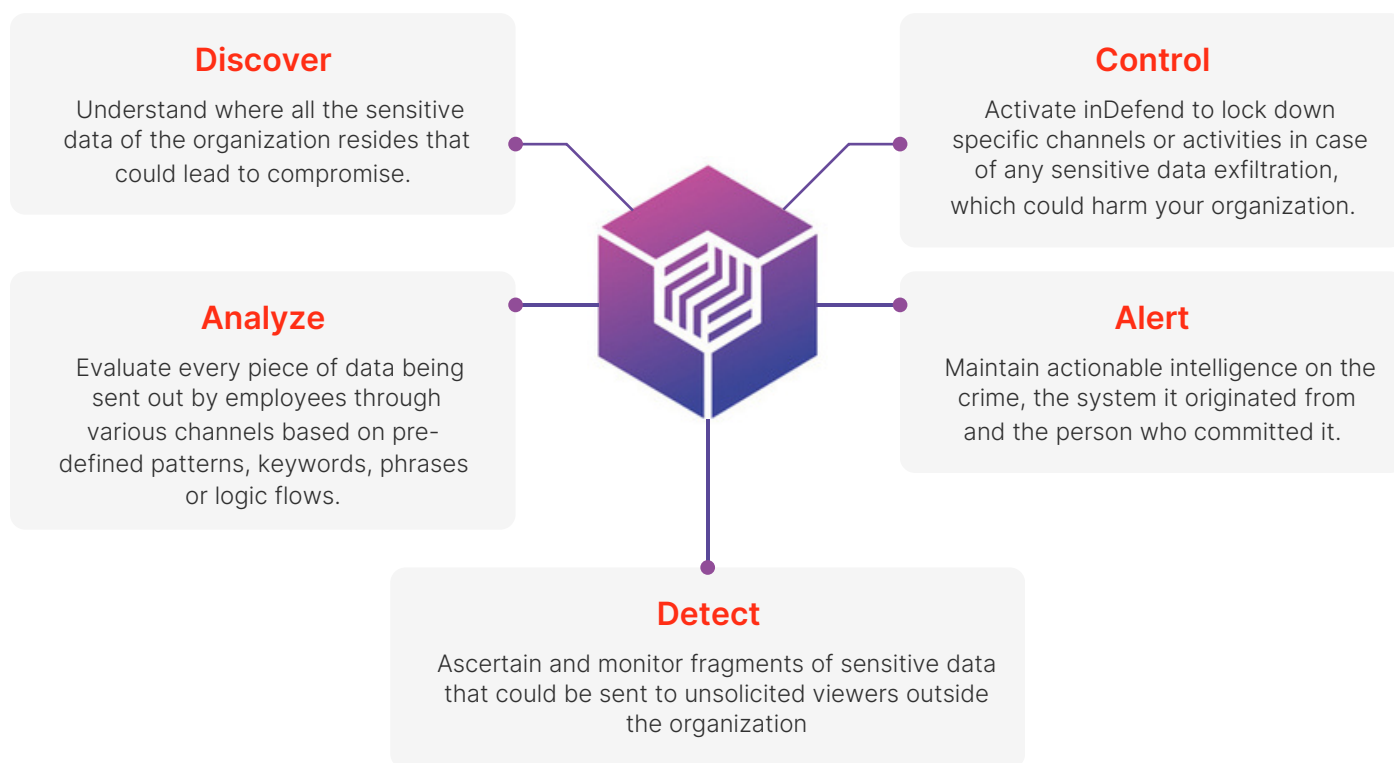 Discover
Understand where all the sensitive
data of the organization resides that
could lead to compromise.
Control
Activate inDefend to lock down
specific channels or activities in case
of any sensitive data exfiltration,
which could harm your organization.
Analyze
Evaluate every piece of data being
sent out by employees through
various channels based on pre-
defined patterns, keywords, phrases
or logic flows.
Alert
Maintain actionable intelligence on the
crime, the system it originated from
and the person who committed it.
Detect
Ascertain and monitor fragments of sensitive data
that could be sent to unsolicited viewers outside
the organization